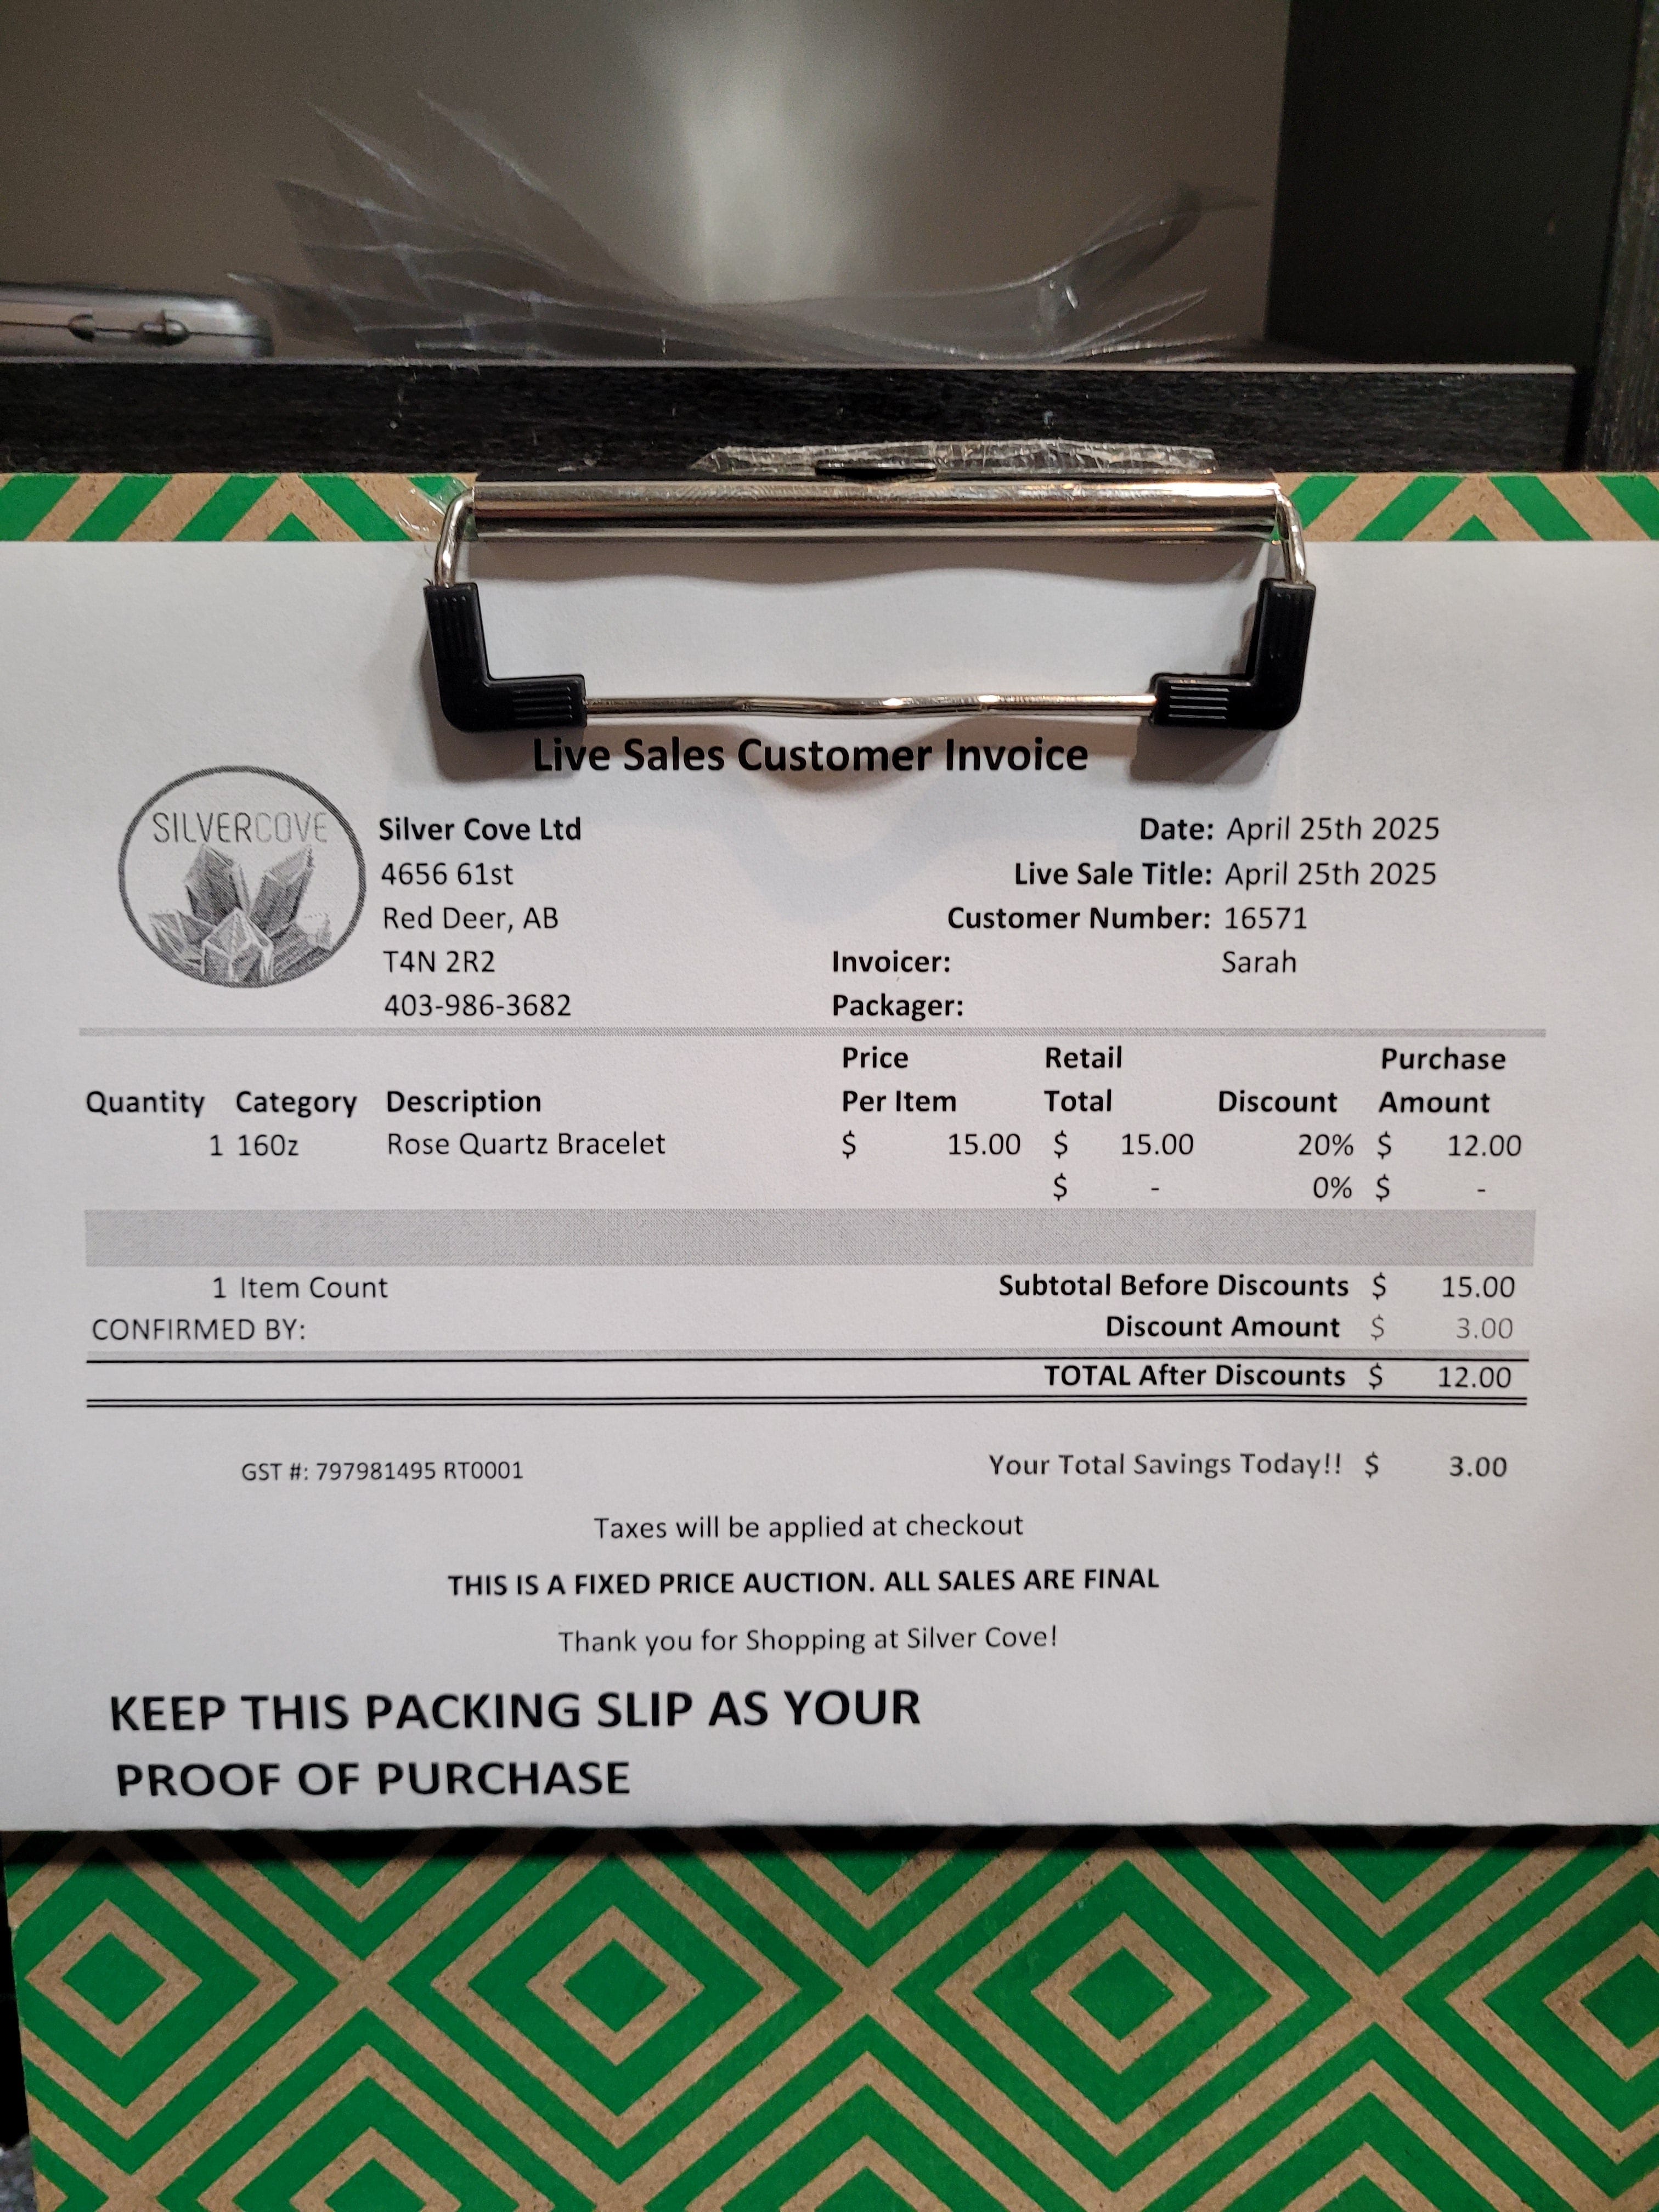 Live Sales Customer Invoice
SILVERCOVE
Silver Cove Ltd
4656 61st
Red Deer, AB
T4N 2R2
403-986-3682
Date: April 25th 2025
Live Sale Title: April 25th 2025
Customer Number: 16571
Invoicer: Sarah
Packager:
Quantity Category Description Price Per Item Retail Total Discount Purchase Amount
1 160z Rose Quartz Bracelet $ 15.00 $ 15.00 20% $ 12.00
$ - 0% $ -
1 Item Count Subtotal Before Discounts $ 15.00
CONFIRMED BY: Discount Amount $ 3.00
TOTAL After Discounts $ 12.00
GST #: 797981495 RT0001 Your Total Savings Today!! $ 3.00
Taxes will be applied at checkout
THIS IS A FIXED PRICE AUCTION. ALL SALES ARE FINAL
Thank you for Shopping at Silver Cove!
KEEP THIS PACKING SLIP AS YOUR
PROOF OF PURCHASE